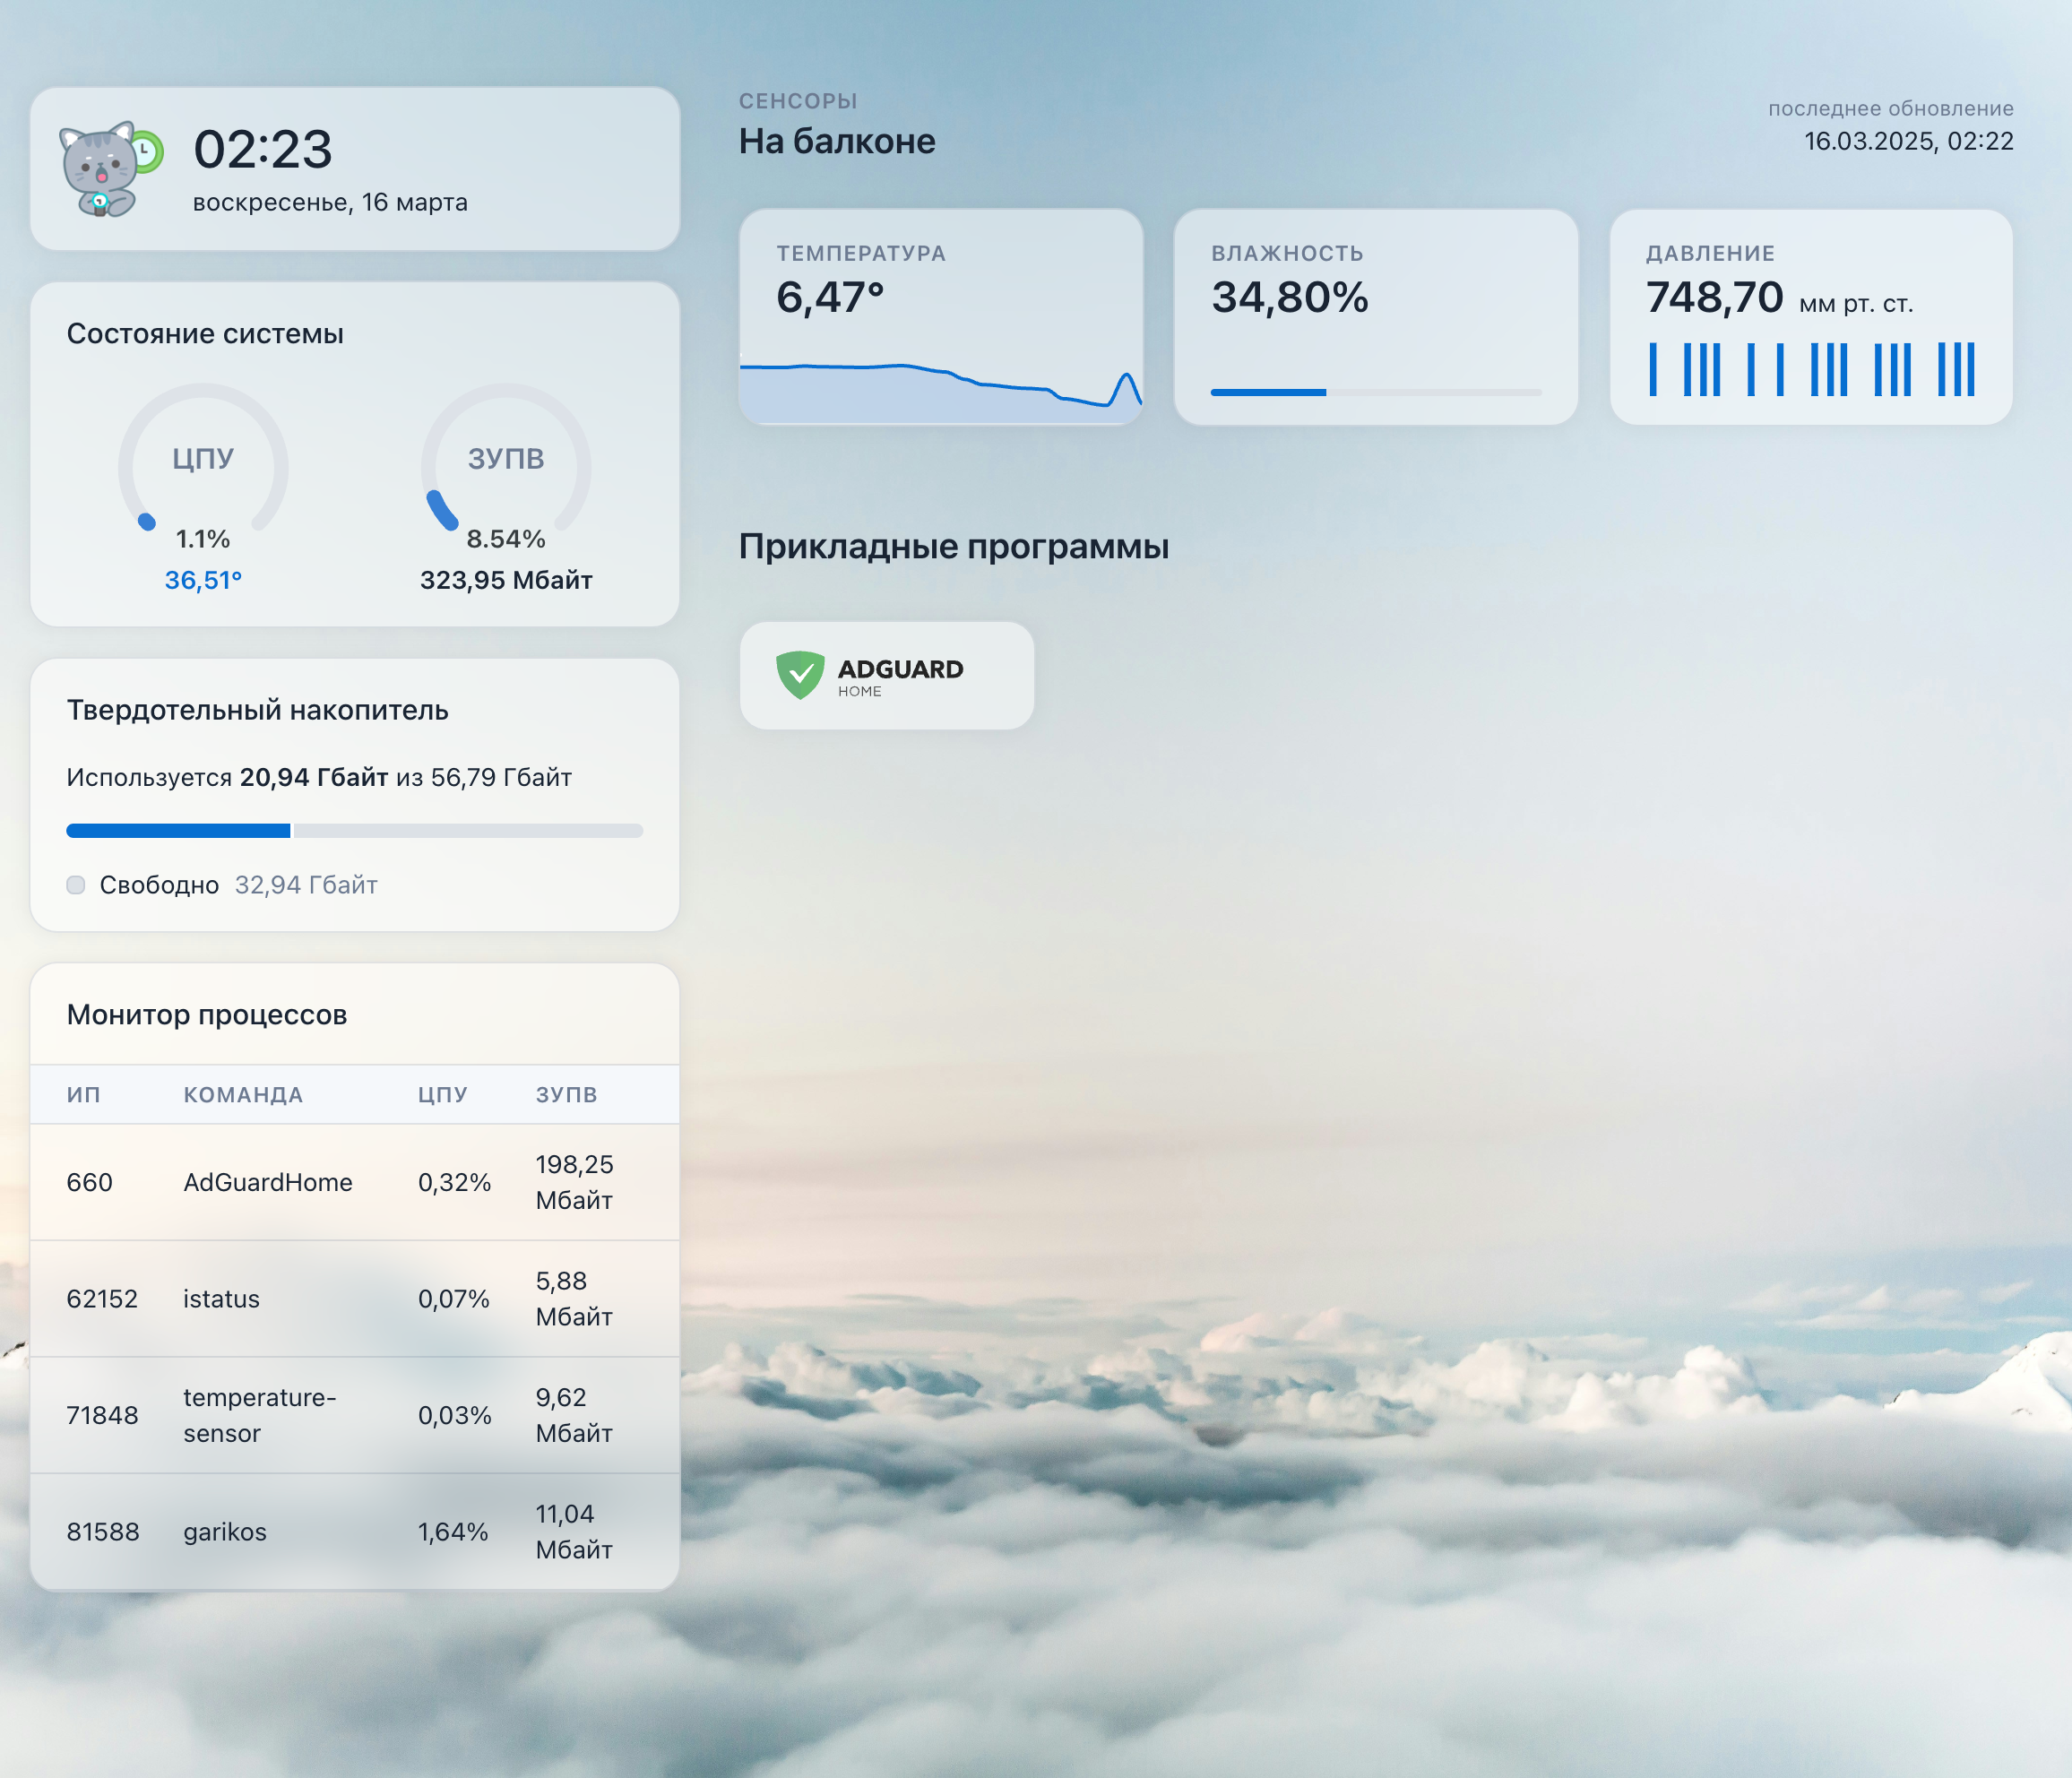 02:23
воскресенье, 16 марта
Состояние системы
ЦПУ
1.1%
36,51°
ЗУПВ
8.54%
323,95 Мбайт
Твердотельный накопитель
Используется 20,94 Гбайт из 56,79 Гбайт
Свободно 32,94 Гбайт
Монитор процессов
ИП КОМАНДА ЦПУ ЗУПВ
660 AdGuardHome 0,32% 198,25
Мбайт
62152 istatus 0,07% 5,88
Мбайт
71848 temperature-
sensor 0,03% 9,62
Мбайт
81588 garikos 1,64% 11,04
Мбайт
СЕНСОРЫ
На балконе
последнее обновление
16.03.2025, 02:22
ТЕМПЕРАТУРА
6,47°
ВЛАЖНОСТЬ
34,80%
ДАВЛЕНИЕ
748,70 мм рт. ст.
Прикладные программы
ADGUARD
HOME